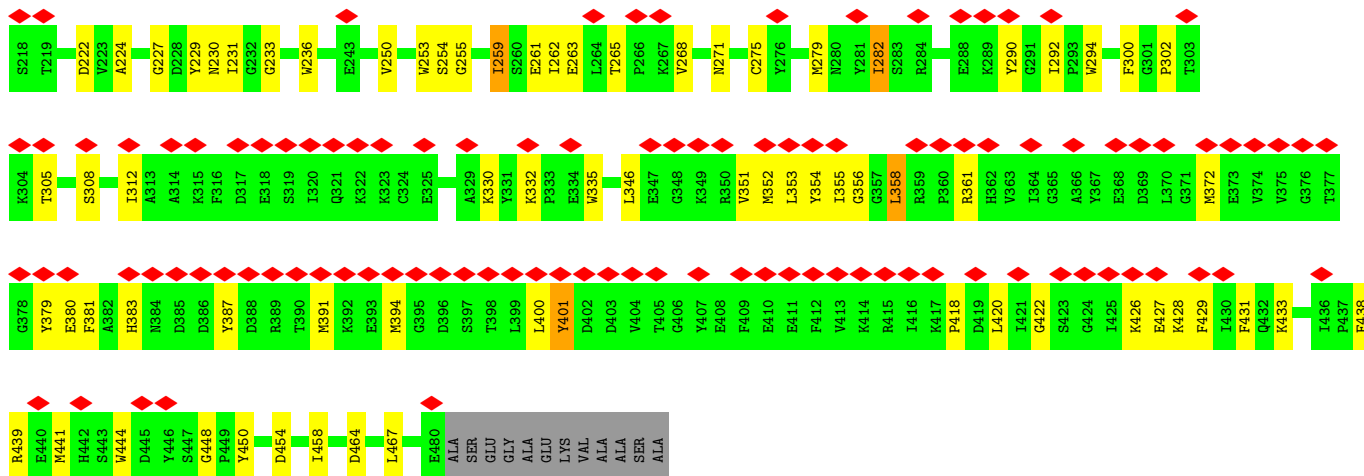 S218 T219 D222 V223 A224 G227 D228 Y229 N230 I231 G232 G233 W236 E243 V250 W253 S254 G255 I259 S260 E261 I262 E263 L264 T265 P266 K267 V268 N271 C275 Y276 M279 N280 Y281 I282 S283 R284 E288 K289 Y290 G291 I292 P293 W294 F300 G301 P302 T303
K304 T305 S308 I312 A313 A314 K315 F316 D317 E318 S319 I320 Q321 K322 K323 C324 E325 A329 K330 Y331 K332 P333 E334 W335 L346 E347 G348 K349 R350 V351 M352 L353 Y354 I355 G356 G357 L358 R359 P360 R361 H362 V363 I364 G365 A366 Y367 E368 D369 L370 G371 M372 E373 V374 V375 G376 T377
G378 Y379 E380 F381 A382 H383 N384 D385 D386 Y387 D388 R389 T390 M391 K392 E393 M394 G395 D396 S397 T398 L399 L400 Y401 D402 D403 V404 T405 G406 Y407 E408 F409 E410 E411 F412 V413 K414 R415 I416 K417 P418 D419 L420 I421 G422 S423 G424 I425 K426 E427 K428 F429 I430 F431 Q432 K433 I436 P437 F438
R439 E440 M441 H442 S443 W444 D445 Y446 S447 G448 P449 Y450 D454 I458 D464 L467 E480 ALA SER GLU GLY ALA GLU LYS VAL ALA ALA SER ALA